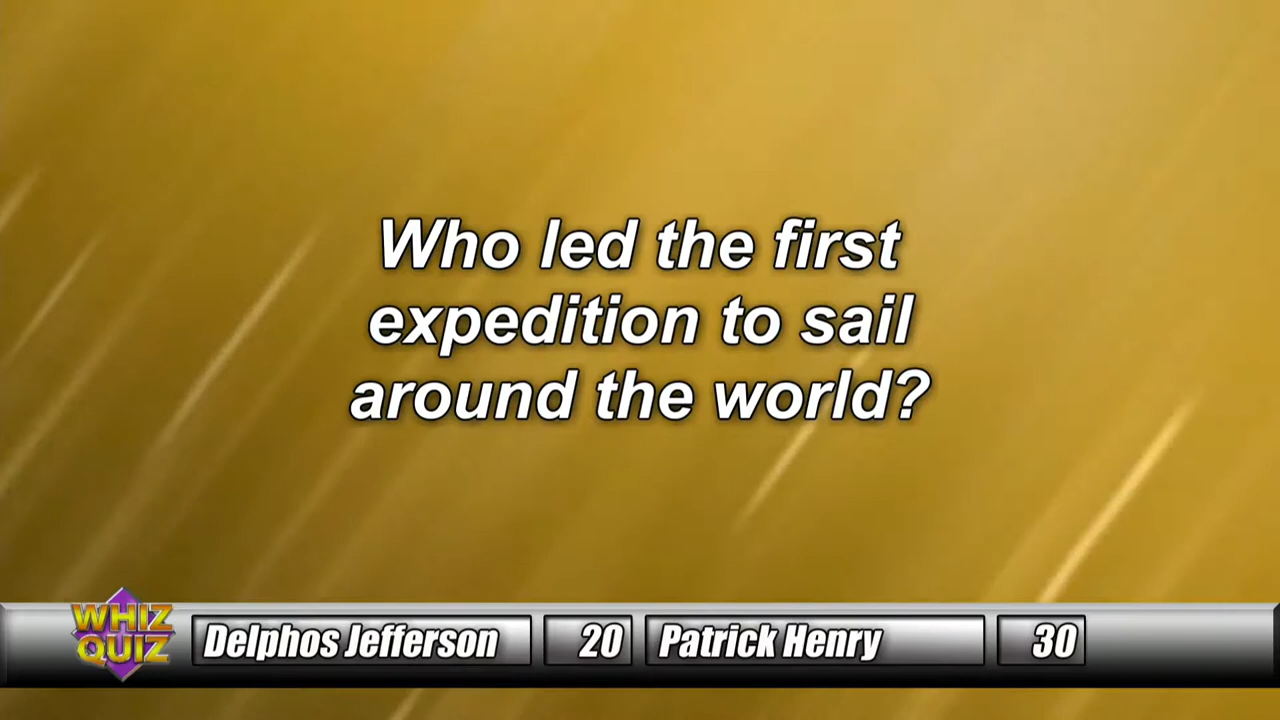 Who led the first
expedition to sail
around the world?
WHIZ
QUIZ
Delphos Jefferson 20 Patrick Henry 30